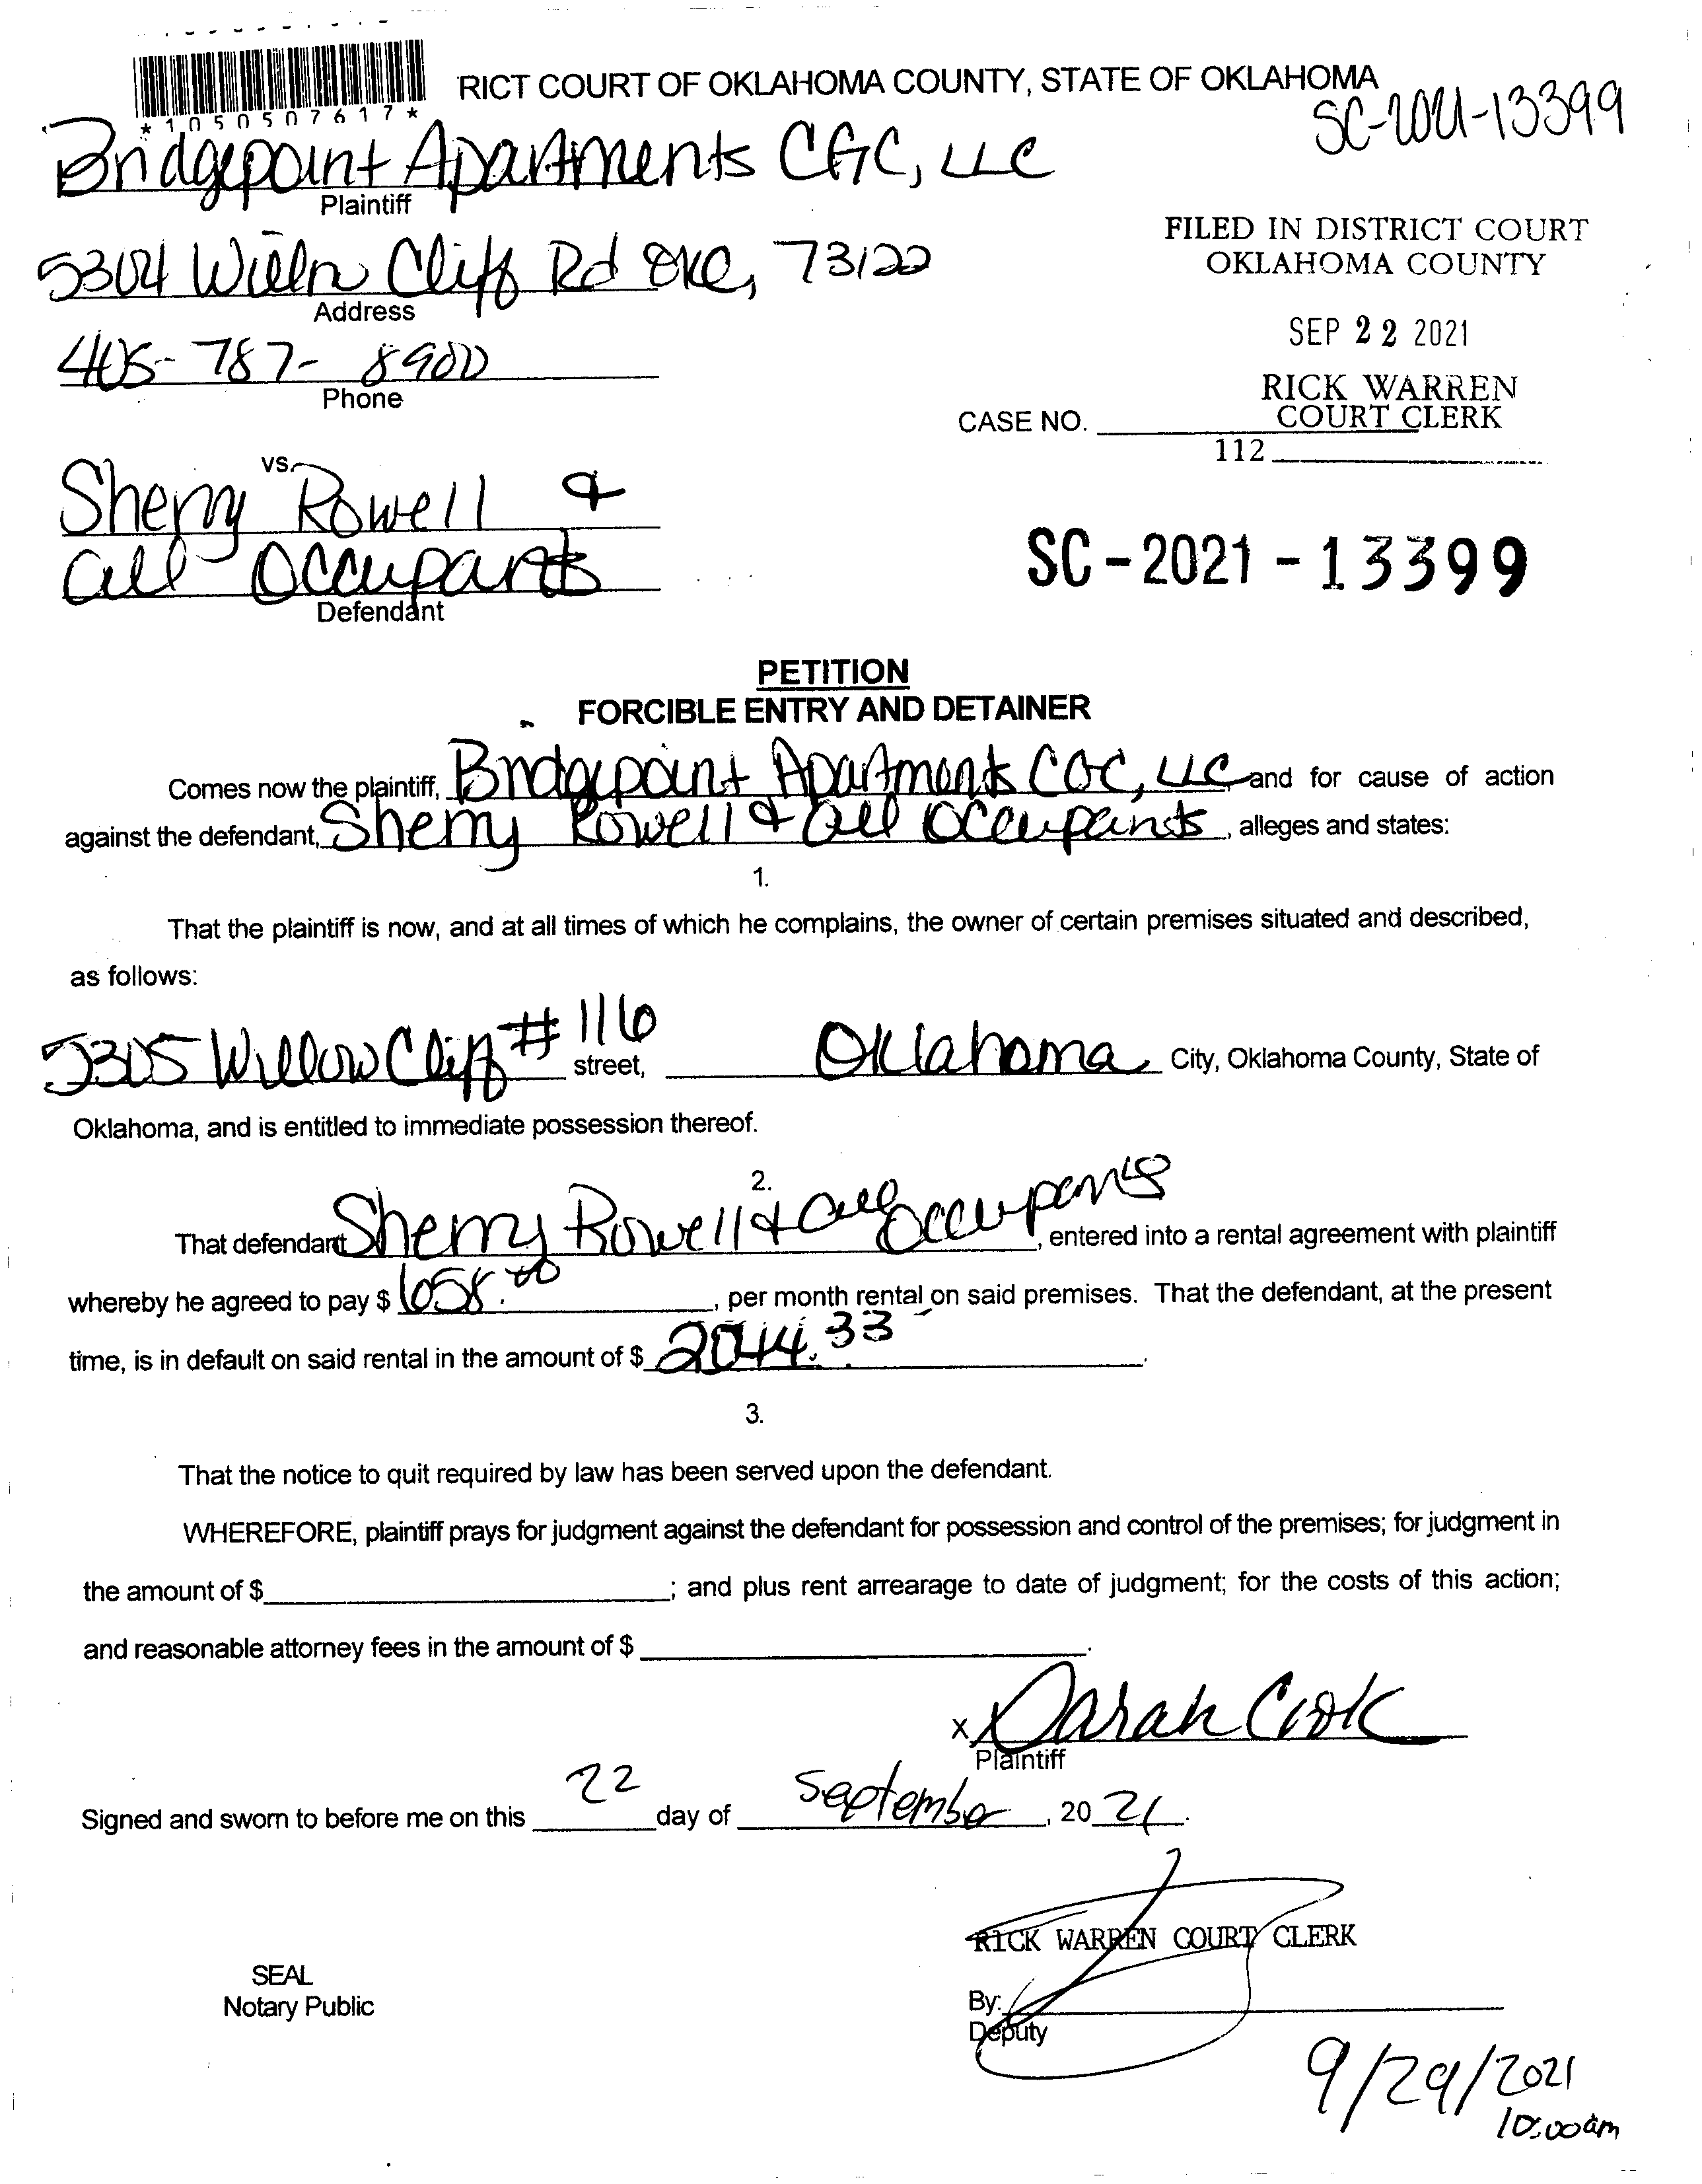 RICT COURT OF OKLAHOMA COUNTY, STATE OF OKLAHOMA
*1050507617*
SC-2021-13399
Bridgepoint Apartments CGC, LLC
Plaintiff
FILED IN DISTRICT COURT
OKLAHOMA COUNTY
5304 Willow Cliff Rd OKC, 73122
Address
SEP 22 2021
405-787-8900
Phone
RICK WARREN
COURT CLERK
CASE NO.
112
vs.
Sherry Rowell &
all Occupants
Defendant
SC-2021-13399
PETITION
FORCIBLE ENTRY AND DETAINER
Comes now the plaintiff, Bridgepoint Apartments CGC, LLC and for cause of action
against the defendant, Sherry Rowell & all Occupants, alleges and states:
1.
That the plaintiff is now, and at all times of which he complains, the owner of certain premises situated and described,
as follows:
5305 Willow Cliff #116 street, Oklahoma City, Oklahoma County, State of
Oklahoma, and is entitled to immediate possession thereof.
2.
That defendant Sherry Rowell & all Occupants, entered into a rental agreement with plaintiff
whereby he agreed to pay $ 658.00, per month rental on said premises. That the defendant, at the present
time, is in default on said rental in the amount of $ 2044.33.
3.
That the notice to quit required by law has been served upon the defendant.
WHEREFORE, plaintiff prays for judgment against the defendant for possession and control of the premises; for judgment in
the amount of $ ; and plus rent arrearage to date of judgment; for the costs of this action;
and reasonable attorney fees in the amount of $ .
x Sarah Cook
Plaintiff
Signed and sworn to before me on this 22 day of September, 20 21.
RICK WARREN COURT CLERK
SEAL
Notary Public
By:
Deputy
9/29/2021
10:00am